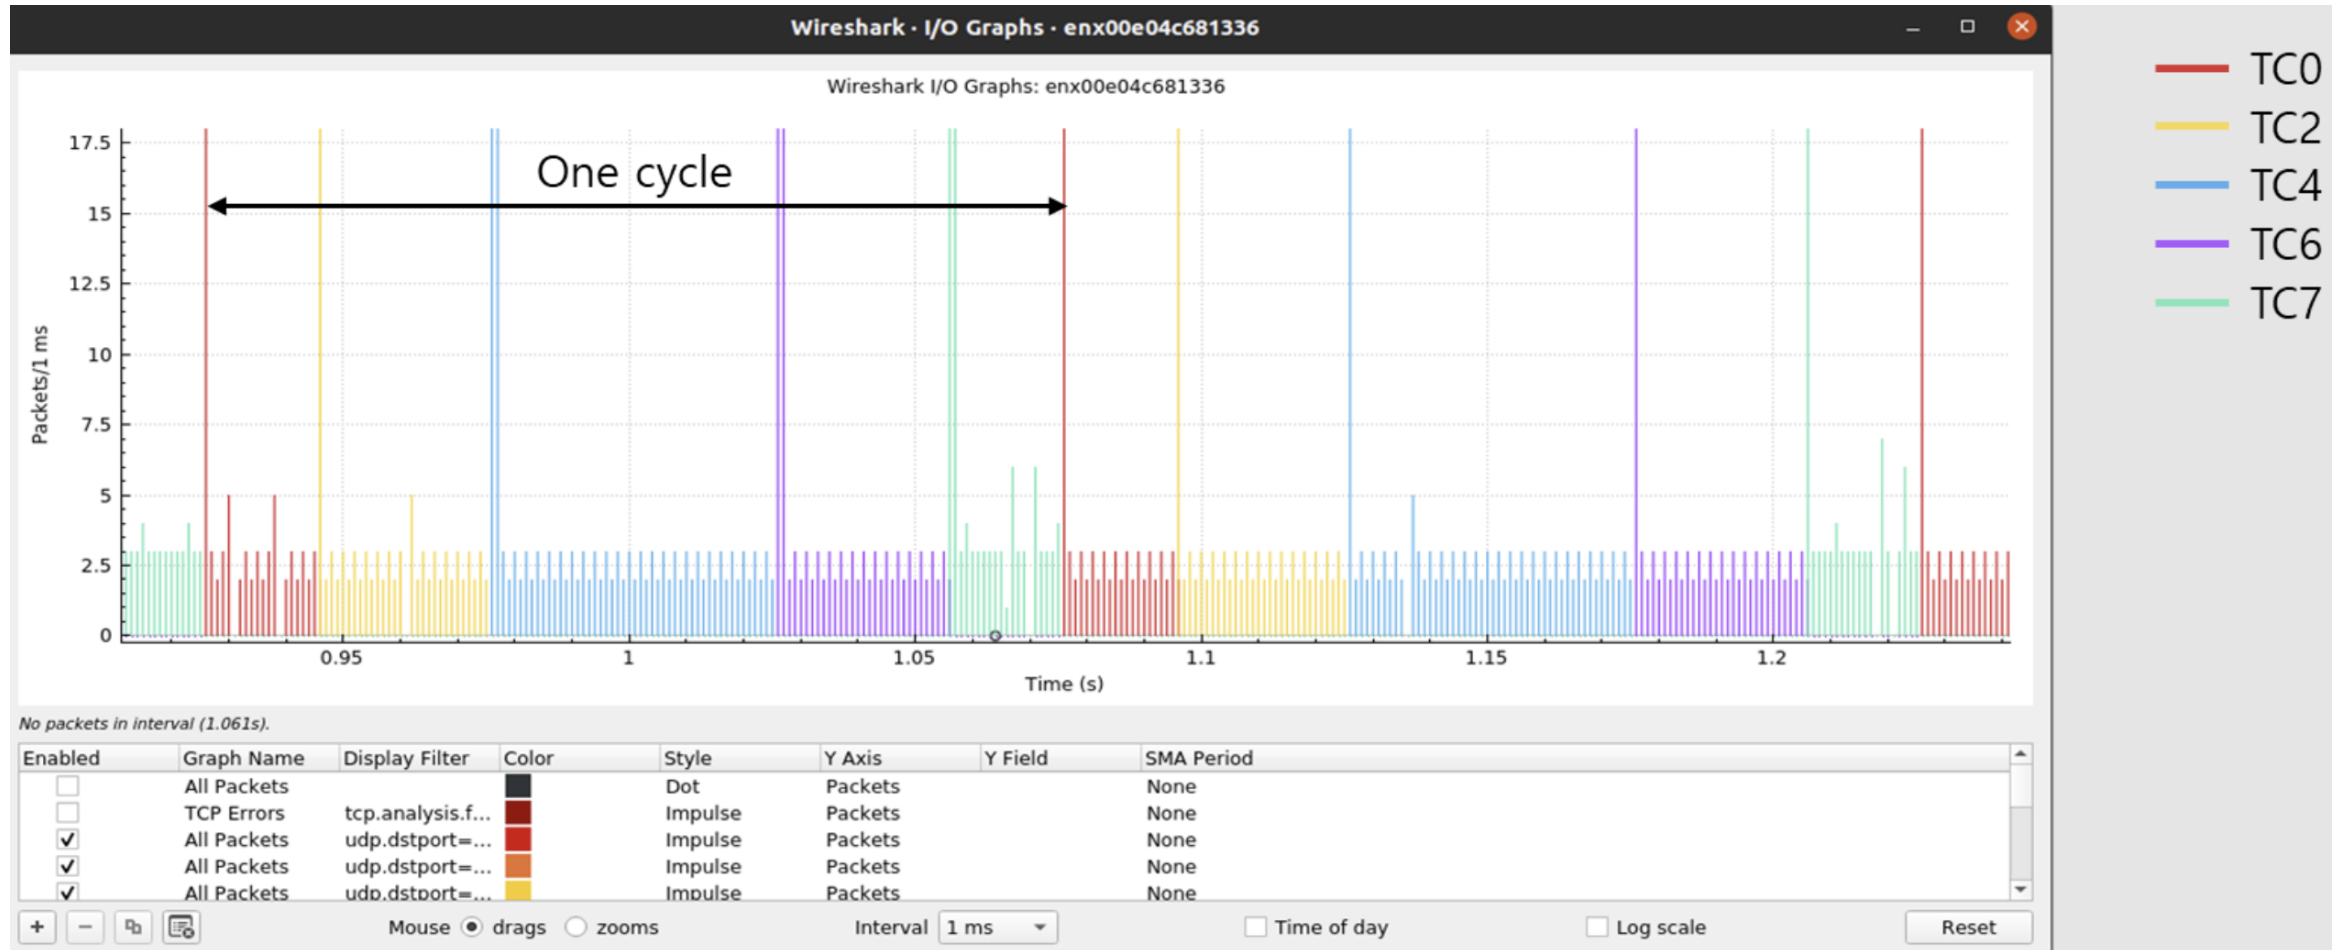 Wireshark · I/O Graphs · enx00e04c681336
Wireshark I/O Graphs: enx00e04c681336
TC0
TC2
TC4
TC6
TC7
One cycle
17.5
15
12.5
10
7.5
5
2.5
0
Packets/1 ms
0.95 1 1.05 1.1 1.15 1.2
Time (s)
No packets in interval (1.061s).
Enabled Graph Name Display Filter Color Style Y Axis Y Field SMA Period
All Packets Dot Packets None
TCP Errors tcp.analysis.f... Impulse Packets None
All Packets udp.dstport=... Impulse Packets None
All Packets udp.dstport=... Impulse Packets None
All Packets udp.dstport=... Impulse Packets None
Mouse drags zooms Interval 1 ms Time of day Log scale Reset